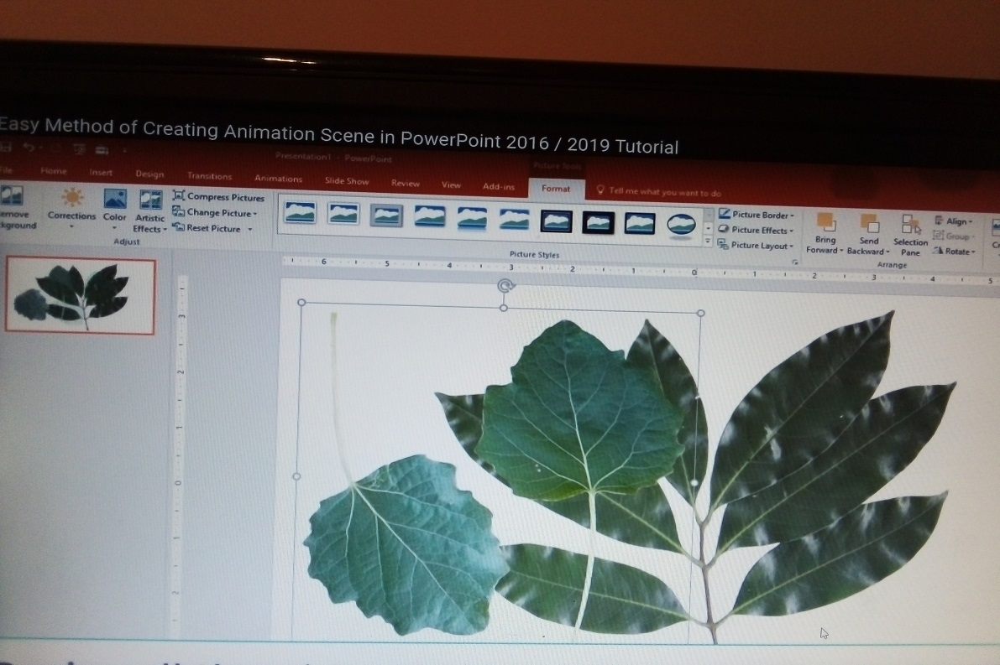 Easy Method of Creating Animation Scene in PowerPoint 2016 / 2019 Tutorial
Presentation1 - PowerPoint
Picture Tools
File Home Insert Design Transitions Animations Slide Show Review View Add-ins Format Tell me what you want to do
Corrections
Color
Artistic
Effects
Compress Pictures
Change Picture
Reset Picture
Adjust
Picture Styles
Picture Border
Picture Effects
Picture Layout
Bring
Forward
Send
Backward
Selection
Pane
Align
Group
Rotate
Arrange
6 5 4 3 2 1 0 1 2 3 4 5
3
2
1
0
1
2